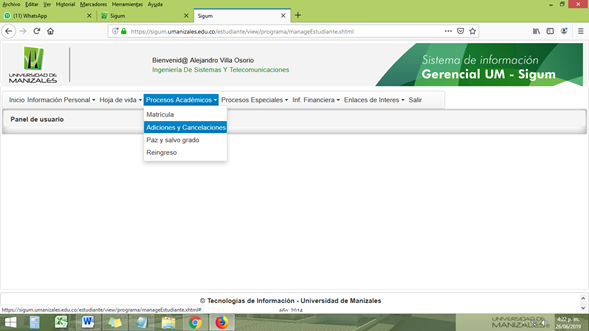 Archivo Editar Ver Historial Marcadores Herramientas Ayuda
(11) WhatsApp × Sigum × Sigum × +
https://sigum.umanizales.edu.co/estudiante/view/programa/manageEstudiante.xhtml
UNIVERSIDAD DE
MANIZALES
Bienvenid@ Alejandro Villa Osorio
Ingeniería De Sistemas Y Telecomunicaciones
Sistema de información
Gerencial UM - Sigum
Inicio Información Personal Hoja de vida Procesos Académicos Procesos Especiales Inf. Financiera Enlaces de Interes Salir
Matrícula
Adiciones y Cancelaciones
Paz y salvo grado
Reingreso
Panel de usuario
© Tecnologías de Información - Universidad de Manizales
https://sigum.umanizales.edu.co/estudiante/view/programa/manageEstudiante.xhtml#
Año 2014
UNIVERSIDAD DE
MANIZALES
4:22 p. m.
26/06/2019